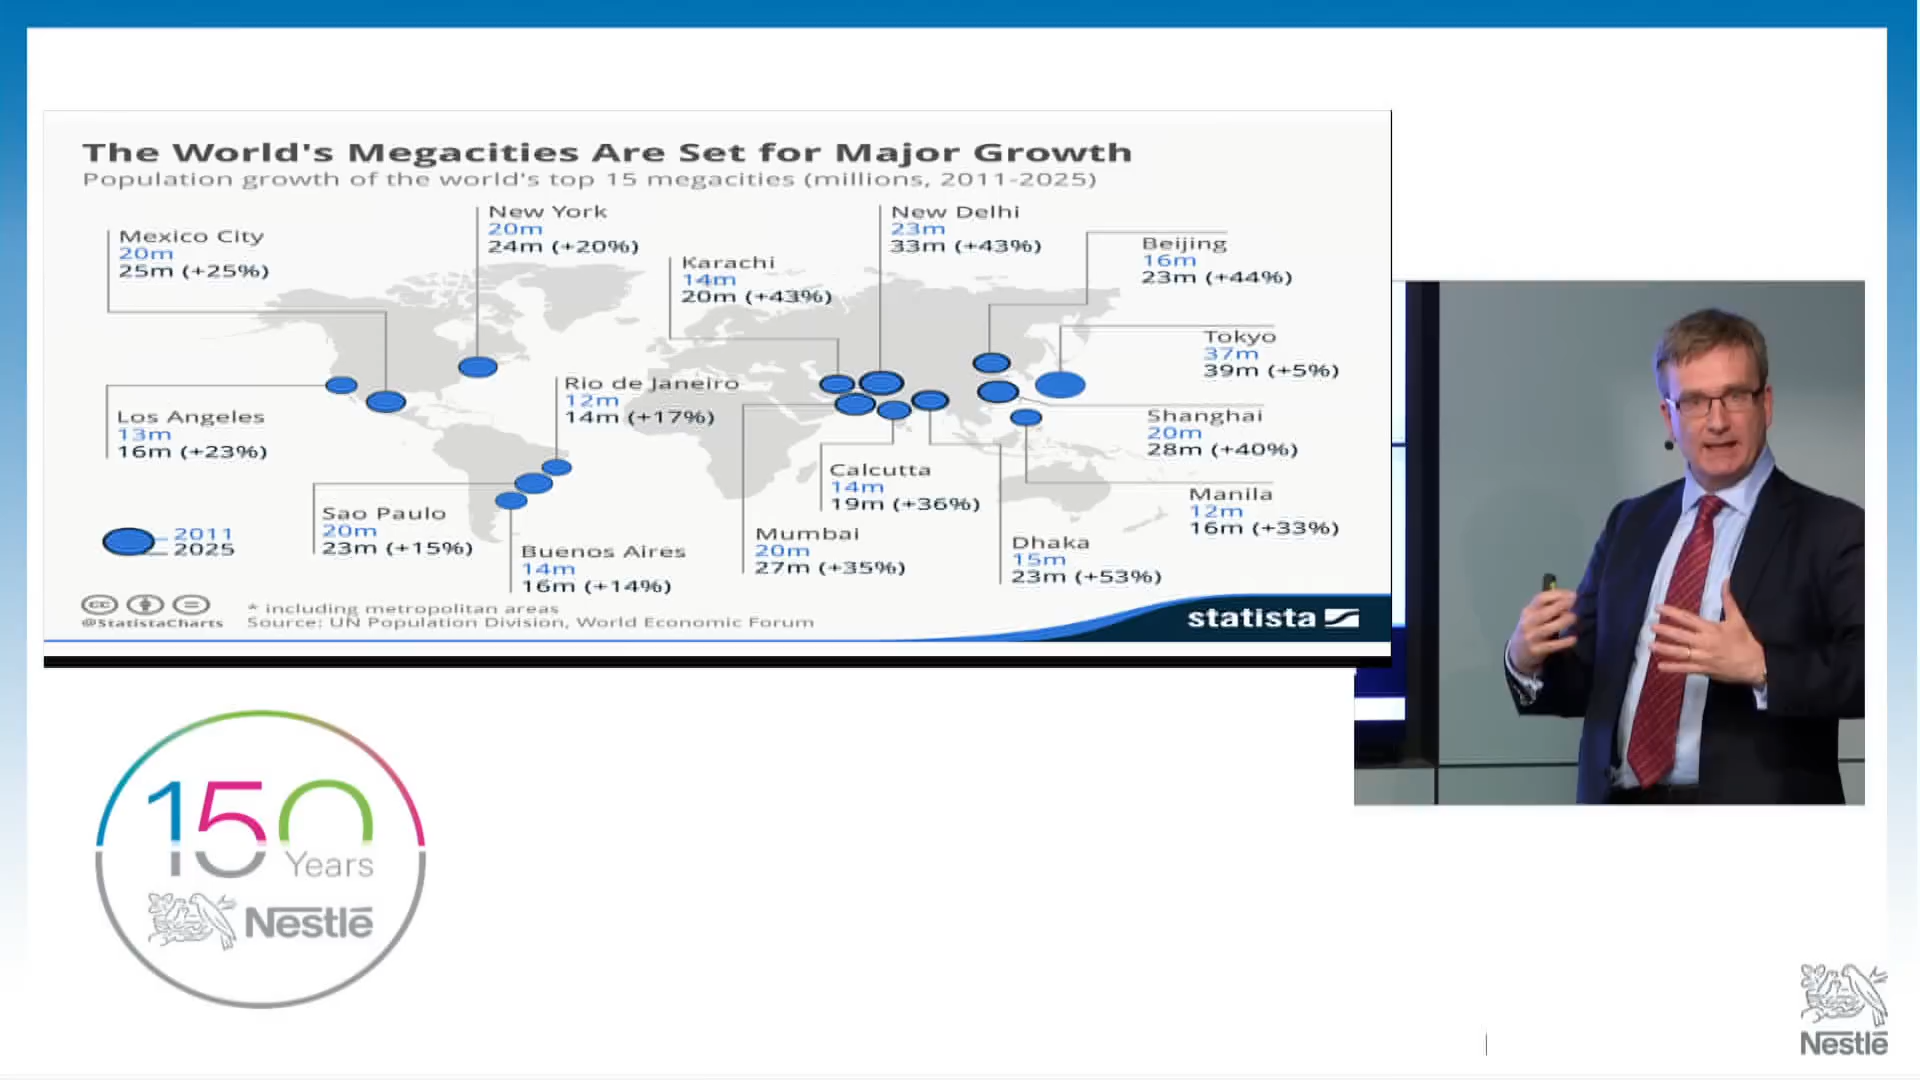 The World's Megacities Are Set for Major Growth
Population growth of the world's top 15 megacities (millions, 2011-2025)
Mexico City
20m
25m (+25%)
New York
20m
24m (+20%)
Karachi
14m
20m (+43%)
New Delhi
23m
33m (+43%)
Beijing
16m
23m (+44%)
Tokyo
37m
39m (+5%)
Los Angeles
13m
16m (+23%)
Rio de Janeiro
12m
14m (+17%)
Shanghai
20m
28m (+40%)
Calcutta
14m
19m (+36%)
Manila
12m
16m (+33%)
Sao Paulo
20m
23m (+15%)
Buenos Aires
14m
16m (+14%)
Mumbai
20m
27m (+35%)
Dhaka
15m
23m (+53%)
2011
2025
cc
@StatistaCharts
* including metropolitan areas
Source: UN Population Division, World Economic Forum
statista
150
Years
Nestlé
Nestlé